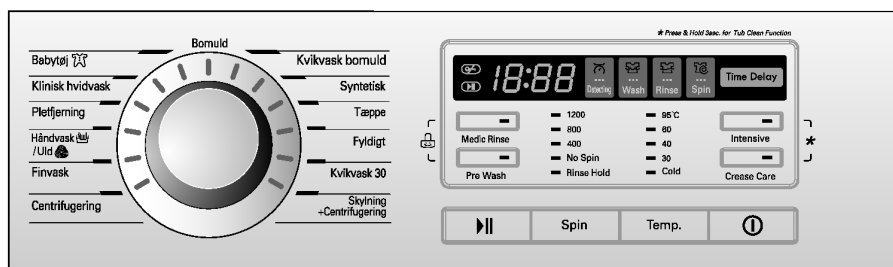 * Press & Hold 3sec. for Tub Clean Function
Bomuld
Babytøj
Klinisk hvidvask
Pletfjerning
Håndvask
/Uld
Finvask
Centrifugering
Kvikvask bomuld
Syntetisk
Tæppe
Fyldigt
Kvikvask 30
Skylning
+Centrifugering
18:88
Detecting
Wash
Rinse
Spin
Time Delay
Medic Rinse
Pre Wash
1200
800
400
No Spin
Rinse Hold
95°C
60
40
30
Cold
Intensive
Crease Care
*
Spin
Temp.